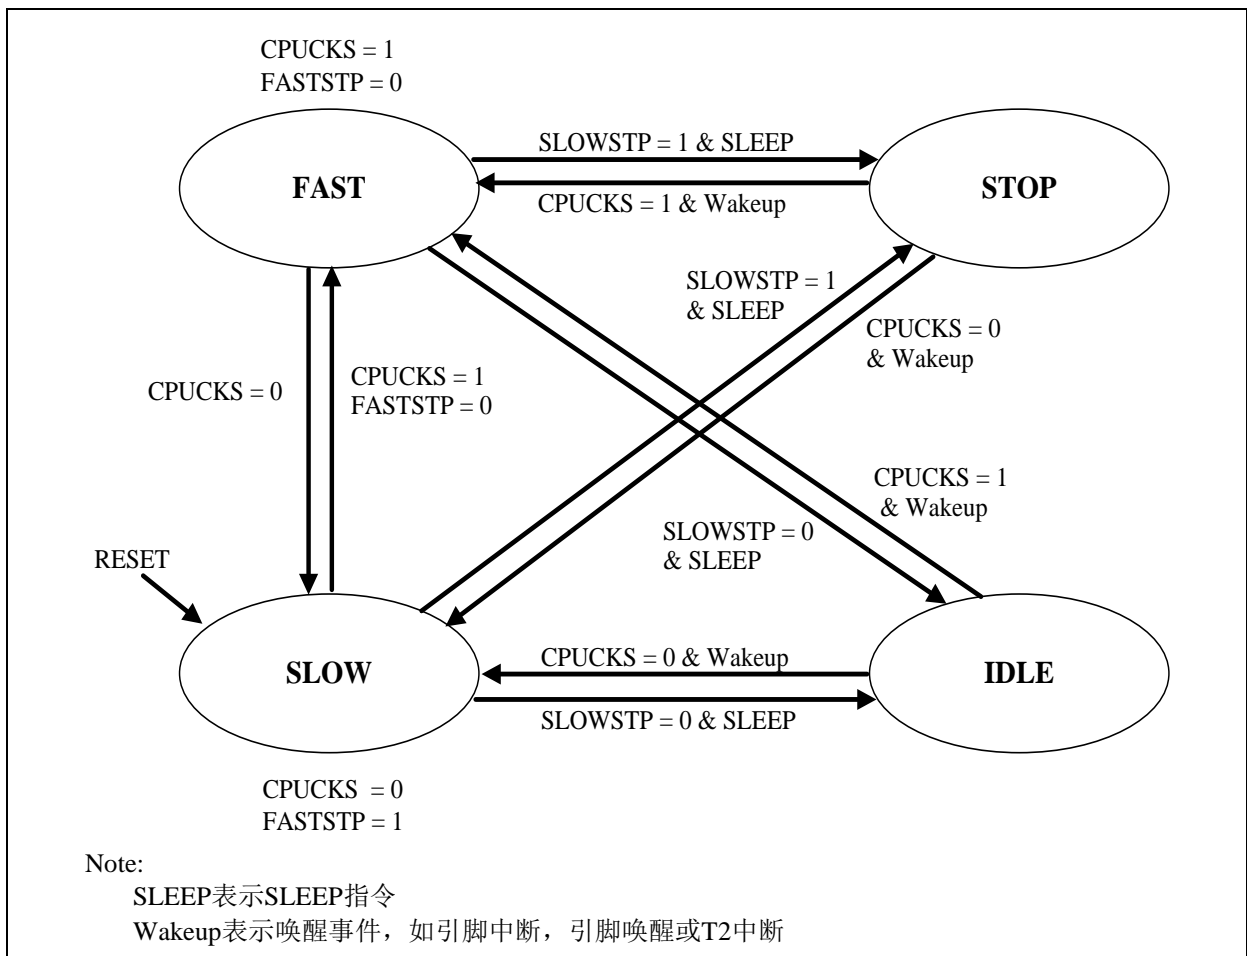 CPUCKS = 1
FASTSTP = 0
FAST
SLOWSTP = 1 & SLEEP
CPUCKS = 1 & Wakeup
STOP
SLOWSTP = 1
& SLEEP
CPUCKS = 0
& Wakeup
CPUCKS = 0
CPUCKS = 1
FASTSTP = 0
CPUCKS = 1
& Wakeup
SLOWSTP = 0
& SLEEP
RESET
SLOW
CPUCKS = 0 & Wakeup
SLOWSTP = 0 & SLEEP
IDLE
CPUCKS = 0
FASTSTP = 1
Note:
SLEEP表示SLEEP指令
Wakeup表示唤醒事件，如引脚中断，引脚唤醒或T2中断